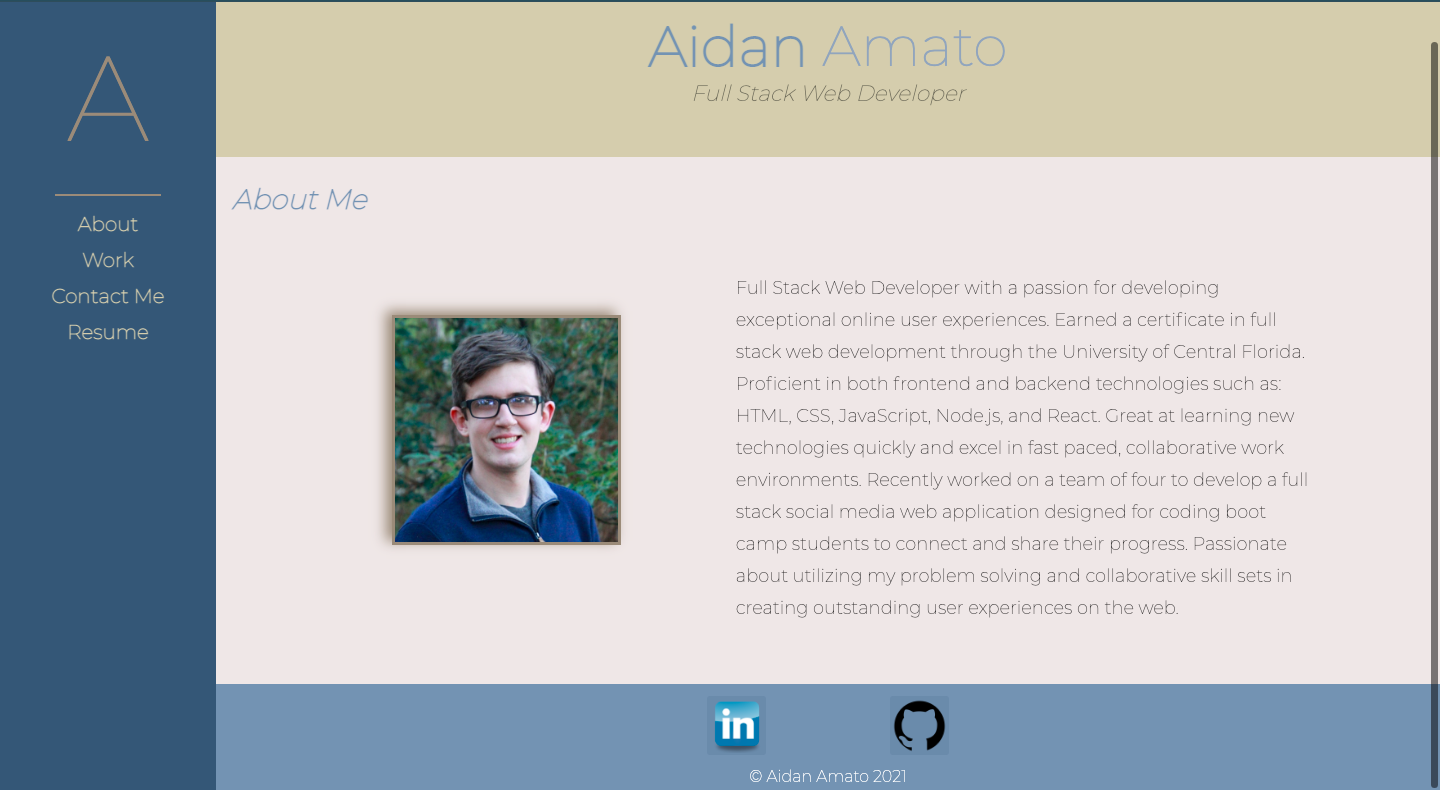 A
About
Work
Contact Me
Resume
Aidan Amato
Full Stack Web Developer
About Me
Full Stack Web Developer with a passion for developing
exceptional online user experiences. Earned a certificate in full
stack web development through the University of Central Florida.
Proficient in both frontend and backend technologies such as:
HTML, CSS, JavaScript, Node.js, and React. Great at learning new
technologies quickly and excel in fast paced, collaborative work
environments. Recently worked on a team of four to develop a full
stack social media web application designed for coding boot
camp students to connect and share their progress. Passionate
about utilizing my problem solving and collaborative skill sets in
creating outstanding user experiences on the web.
in
© Aidan Amato 2021